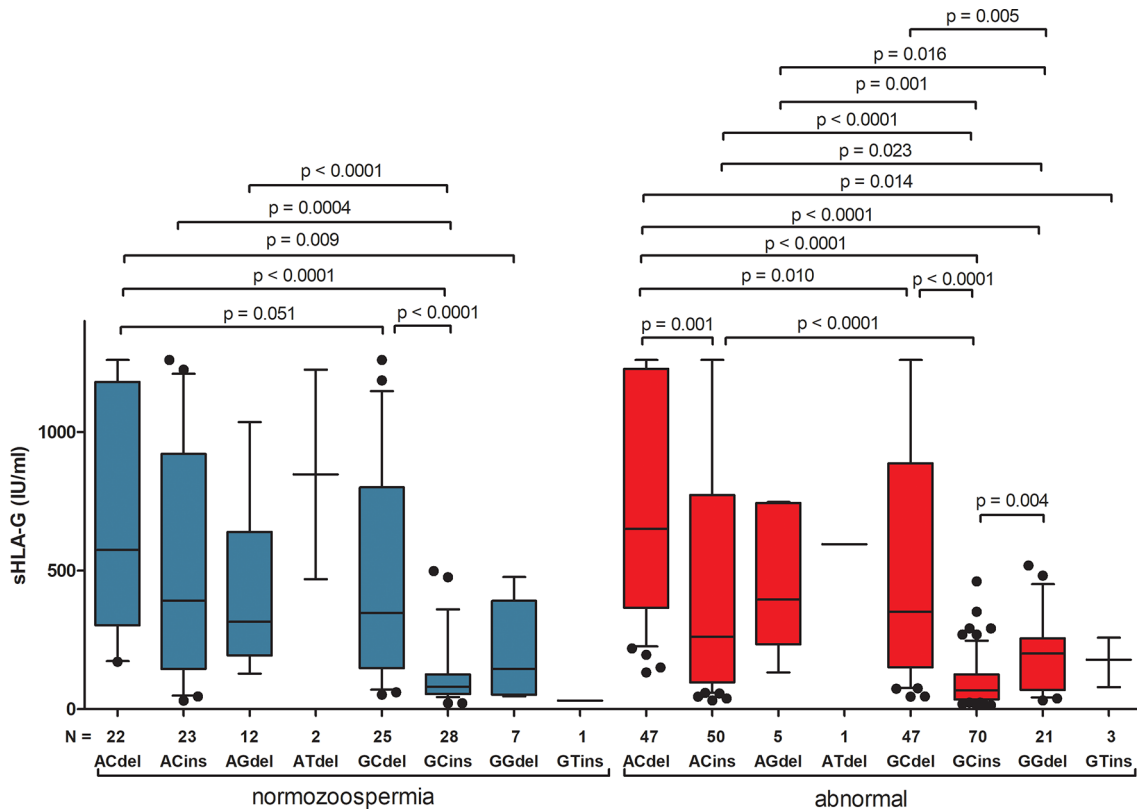 p = 0.005
p = 0.016
p = 0.001
p < 0.0001
p = 0.023
p < 0.0001
p = 0.014
p = 0.0004
p < 0.0001
p = 0.009
p < 0.0001
p < 0.0001
p = 0.010
p < 0.0001
p = 0.051
p < 0.0001
p = 0.001
p < 0.0001
p = 0.004
sHLA-G (IU/ml)
1000
500
0
N = 22 23 12 2 25 28 7 1 47 50 5 1 47 70 21 3
ACdel ACins AGdel ATdel GCdel GCins GGdel GTins ACdel ACins AGdel ATdel GCdel GCins GGdel GTins
normozoospermia abnormal